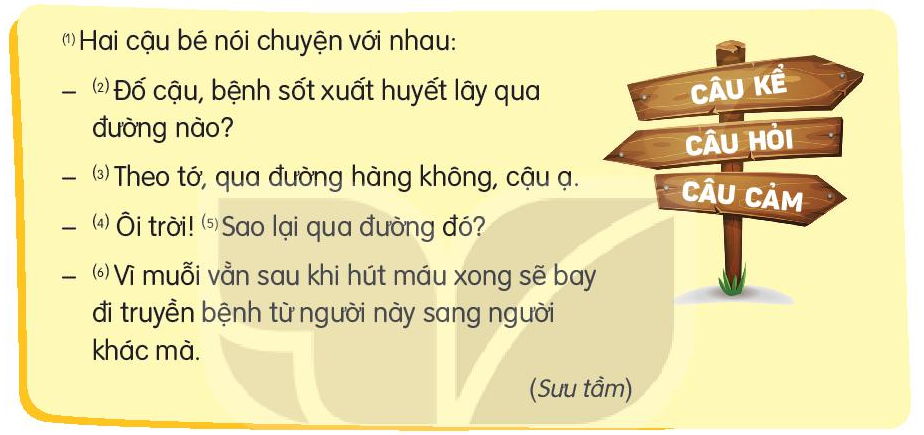 (1) Hai cậu bé nói chuyện với nhau:
– (2) Đố cậu, bệnh sốt xuất huyết lây qua
đường nào?
– (3) Theo tớ, qua đường hàng không, cậu ạ.
– (4) Ôi trời! (5) Sao lại qua đường đó?
– (6) Vì muỗi vằn sau khi hút máu xong sẽ bay
đi truyền bệnh từ người này sang người
khác mà.
(Sưu tầm)
CÂU KỂ
CÂU HỎI
CÂU CẢM